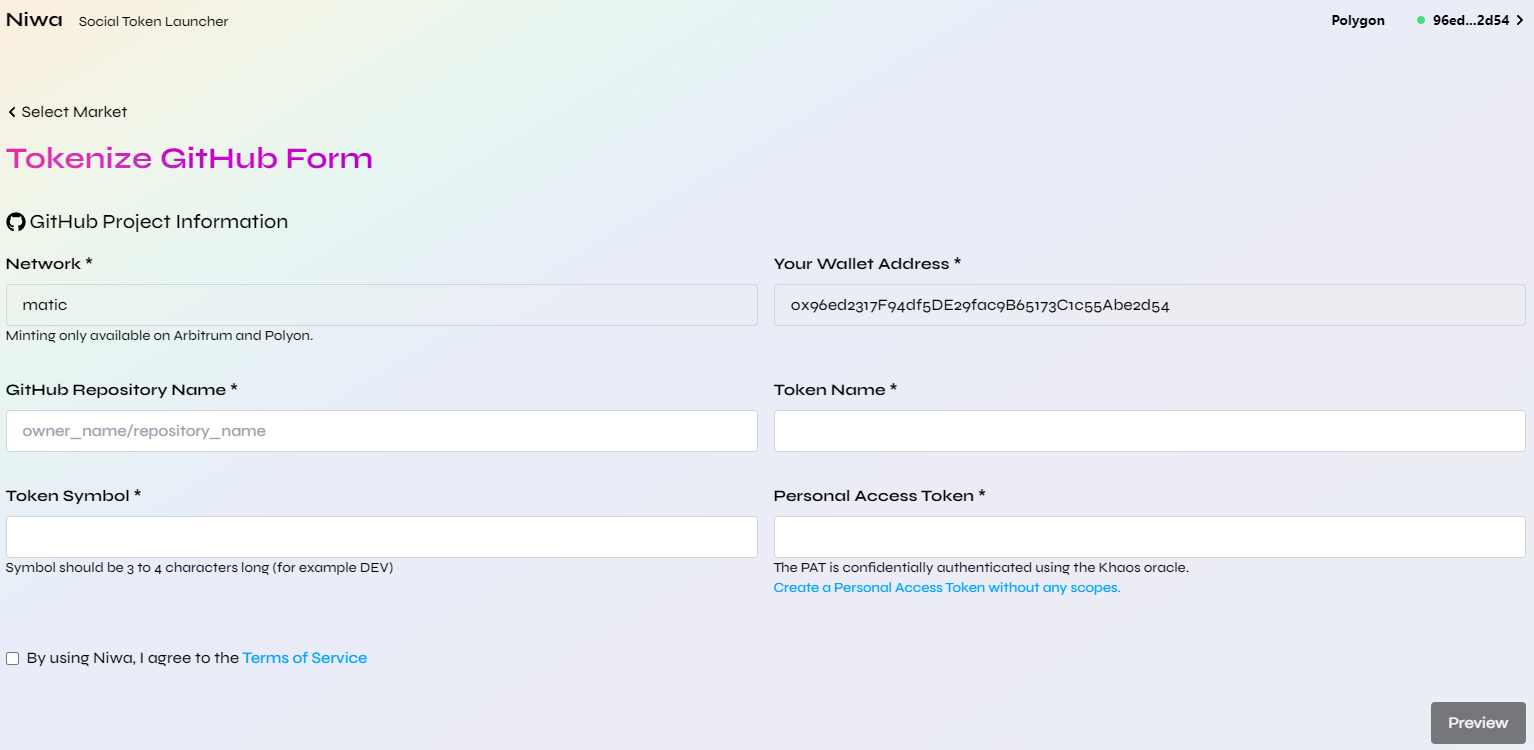 Niwa Social Token Launcher Polygon 96ed...2d54
Select Market
Tokenize GitHub Form
GitHub Project Information
Network * Your Wallet Address *
matic 0x96ed2317F94df5DE29fac9B65173C1c55Abe2d54
Minting only available on Arbitrum and Polyon.
GitHub Repository Name * Token Name *
owner_name/repository_name
Token Symbol * Personal Access Token *
Symbol should be 3 to 4 characters long (for example DEV) The PAT is confidentially authenticated using the Khaos oracle.
Create a Personal Access Token without any scopes.
By using Niwa, I agree to the Terms of Service
Preview